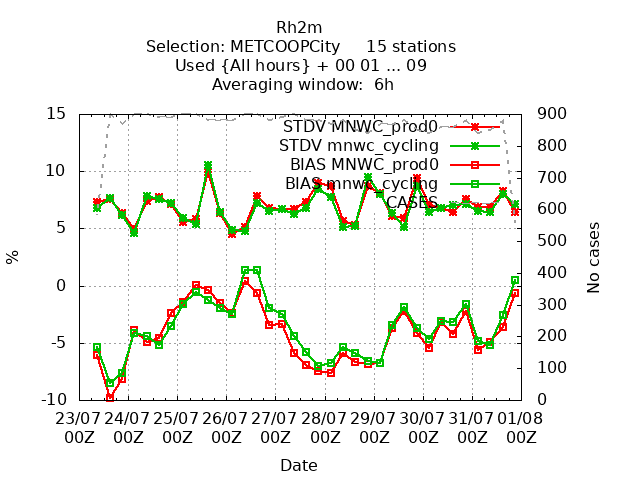 Rh2m
Selection: METCOOPCity 15 stations
Used {All hours} + 00 01 ... 09
Averaging window: 6h
15
10
5
0
-5
-10
%
900
800
700
600
500
400
300
200
100
0
No cases
STDV MNWC_prod0
STDV mnwc_cycling
BIAS MNWC_prod0
BIAS mnwc_cycling
CASES
23/07 24/07 25/07 26/07 27/07 28/07 29/07 30/07 31/07 01/08
00Z 00Z 00Z 00Z 00Z 00Z 00Z 00Z 00Z 00Z
Date